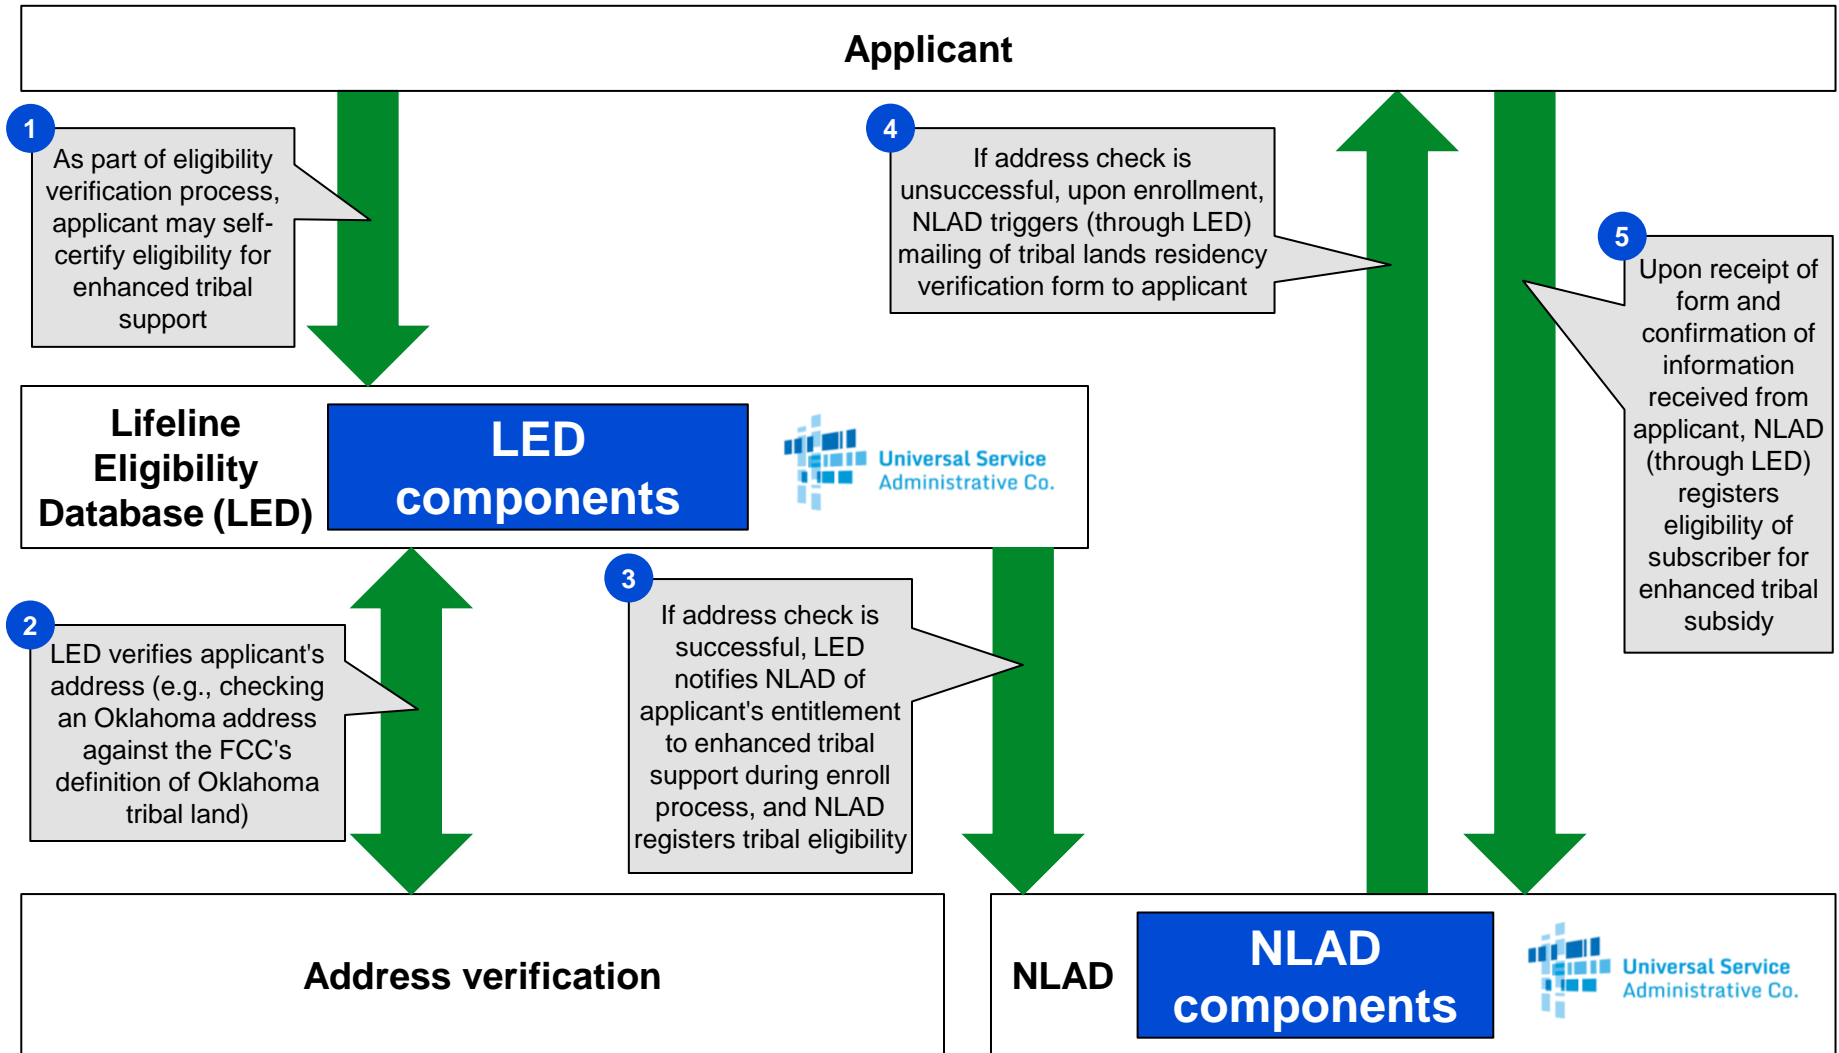 Applicant
1
As part of eligibility
verification process,
applicant may self-
certify eligibility for
enhanced tribal
support
4
If address check is
unsuccessful, upon enrollment,
NLAD triggers (through LED)
mailing of tribal lands residency
verification form to applicant
5
Upon receipt of
form and
confirmation of
information
received from
applicant, NLAD
(through LED)
registers
eligibility of
subscriber for
enhanced tribal
subsidy
Lifeline
Eligibility
Database (LED)
LED
components
Universal Service
Administrative Co.
2
LED verifies applicant's
address (e.g., checking
an Oklahoma address
against the FCC's
definition of Oklahoma
tribal land)
3
If address check is
successful, LED
notifies NLAD of
applicant's entitlement
to enhanced tribal
support during enroll
process, and NLAD
registers tribal eligibility
Address verification
NLAD
NLAD
components
Universal Service
Administrative Co.